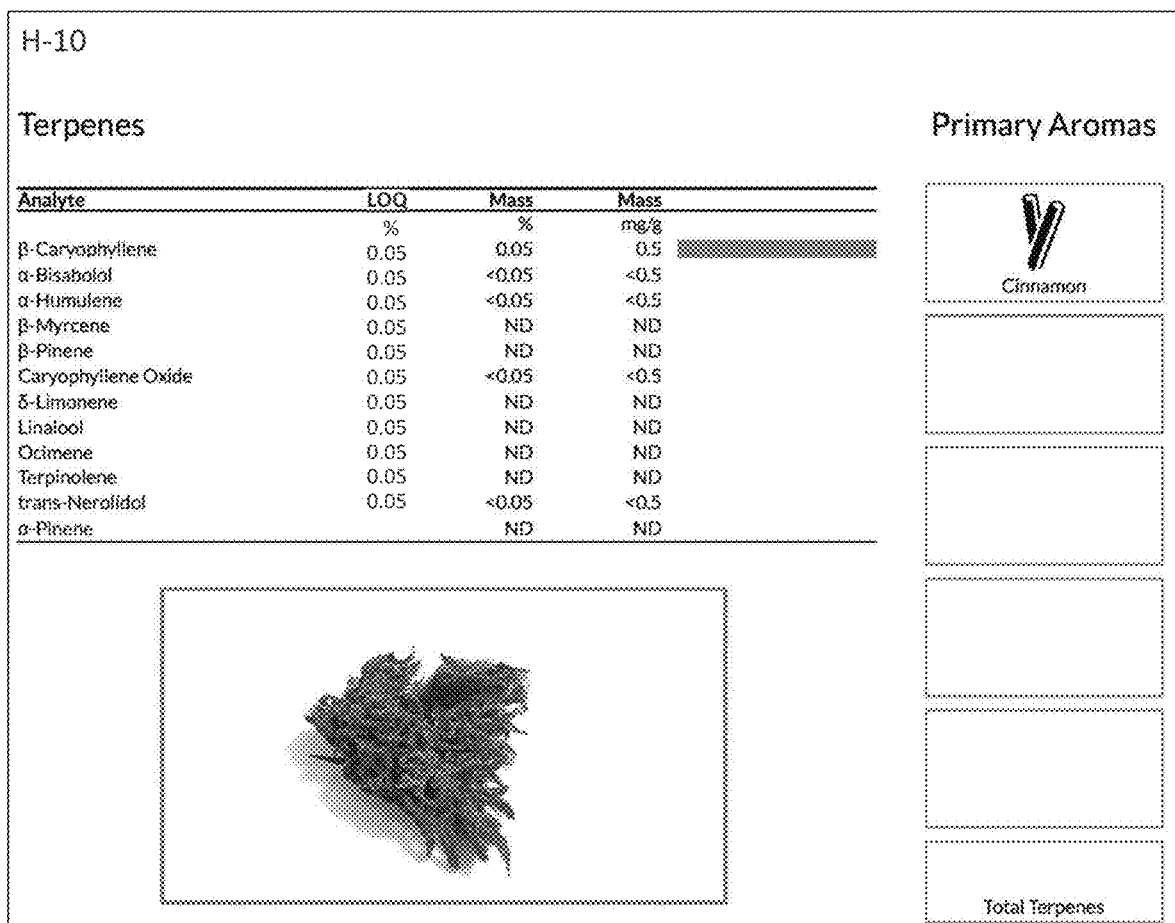 H-10
Terpenes
Primary Aromas
Analyte LOQ Mass Mass
% % mg/g
β-Caryophyllene 0.05 0.05 0.5
α-Bisabolol 0.05 <0.05 <0.5
α-Humulene 0.05 <0.05 <0.5
β-Myrcene 0.05 ND ND
β-Pinene 0.05 ND ND
Caryophyllene Oxide 0.05 <0.05 <0.5
δ-Limonene 0.05 ND ND
Linalool 0.05 ND ND
Ocimene 0.05 ND ND
Terpinolene 0.05 ND ND
trans-Nerolidol 0.05 <0.05 <0.5
α-Pinene ND ND
Cinnamon
Total Terpenes